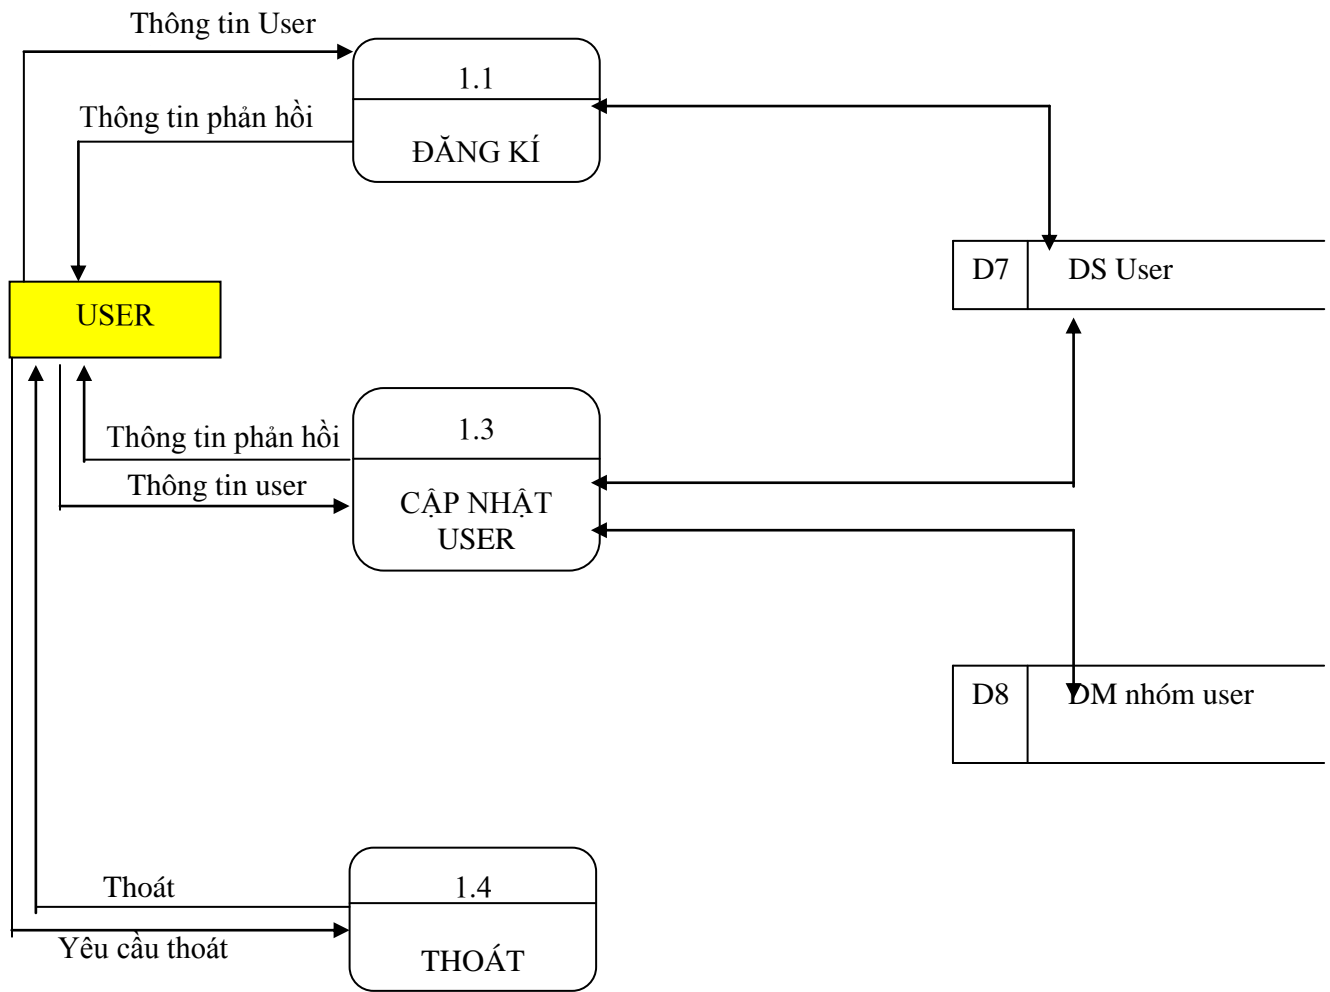 Thông tin User
1.1
Thông tin phản hồi
ĐĂNG KÍ
D7
DS User
USER
1.3
Thông tin phản hồi
Thông tin user
CẬP NHẬT
USER
D8
DM nhóm user
Thoát
1.4
Yêu cầu thoát
THOÁT